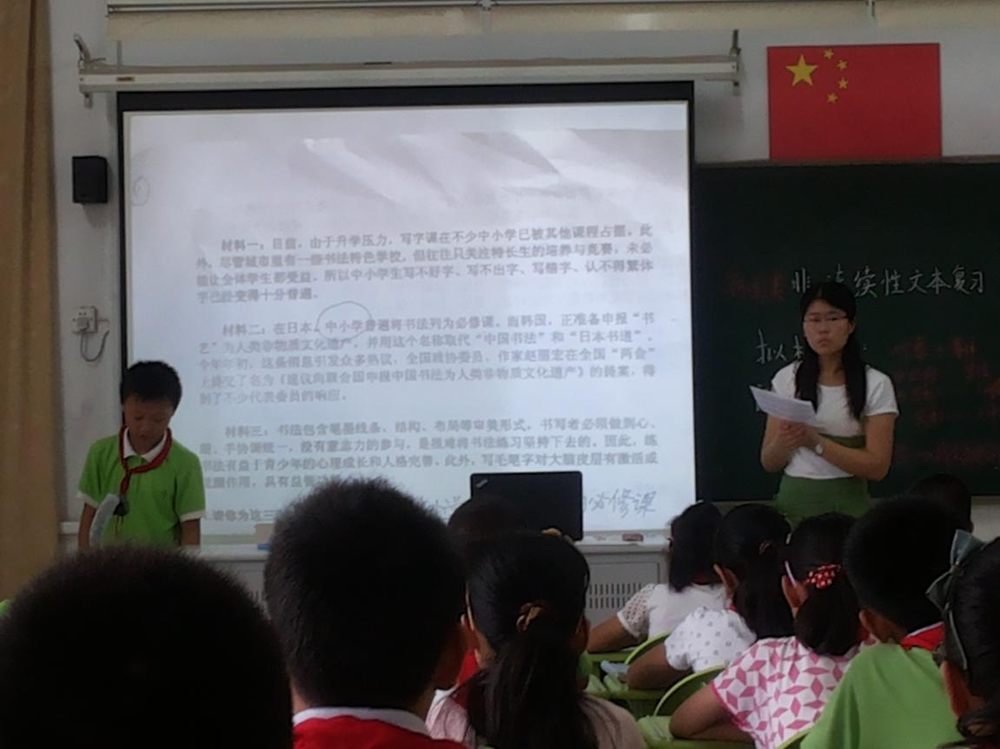 材料一：目前，由于升学压力，写字课在不少中小学已被其他课程占据。此
外，尽管城市里有一些书法特色学校，但往往只关注特长生的培养与竞赛，未必
能让全体学生都受益。所以中小学生写不好字、写不出字、写错字、认不得繁体
字已经变得十分普遍。
材料二：在日本，中小学普遍将书法列为必修课。而韩国，正准备申报“书
艺”为人类非物质文化遗产，并用这个名称取代“中国书法”和“日本书道”。
今年年初，这条消息引发众多热议，全国政协委员、作家赵丽宏在全国“两会”
上提交了名为《建议向联合国申报中国书法为人类非物质文化遗产》的提案，得
到了不少代表委员的响应。
材料三：书法包含笔墨线条、结构、布局等审美形式，书写者必须做到心、
手协调统一，没有意志力的参与，是很难将书法练习坚持下去的。因此，练
书法有益于青少年的心理成长和人格完善。此外，写毛笔字对大脑皮层有激活或
作用，具有益智
请你为这三
必修课
非连续性文本复习
拟